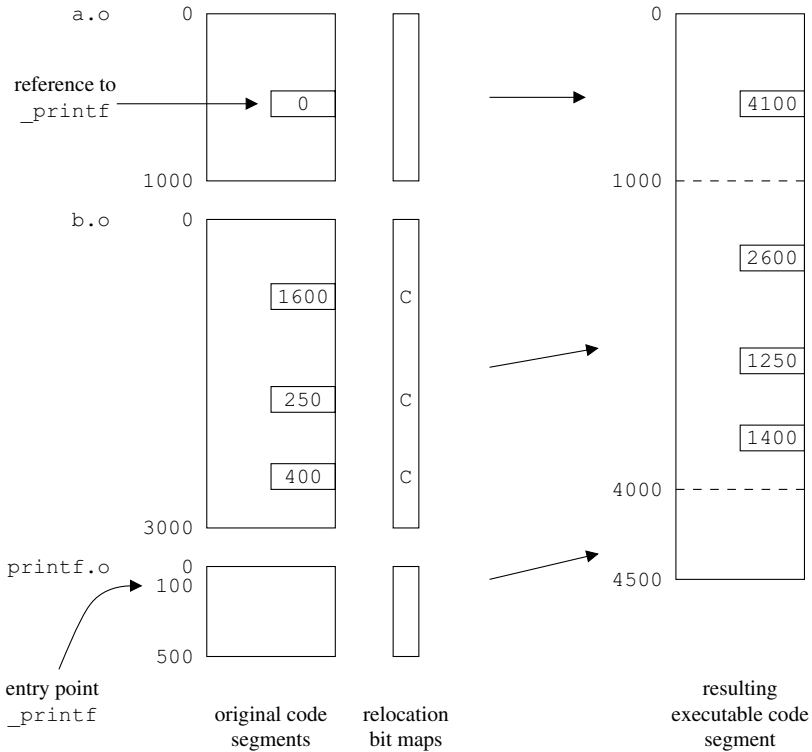 a.o 0 0
reference to
_printf 0 4100
1000 1000
b.o 0
2600
1600 C
1250
250 C
1400
400 C
4000
3000
printf.o 0
100 4500
500
entry point
_printf
original code
segments
relocation
bit maps
resulting
executable code
segment